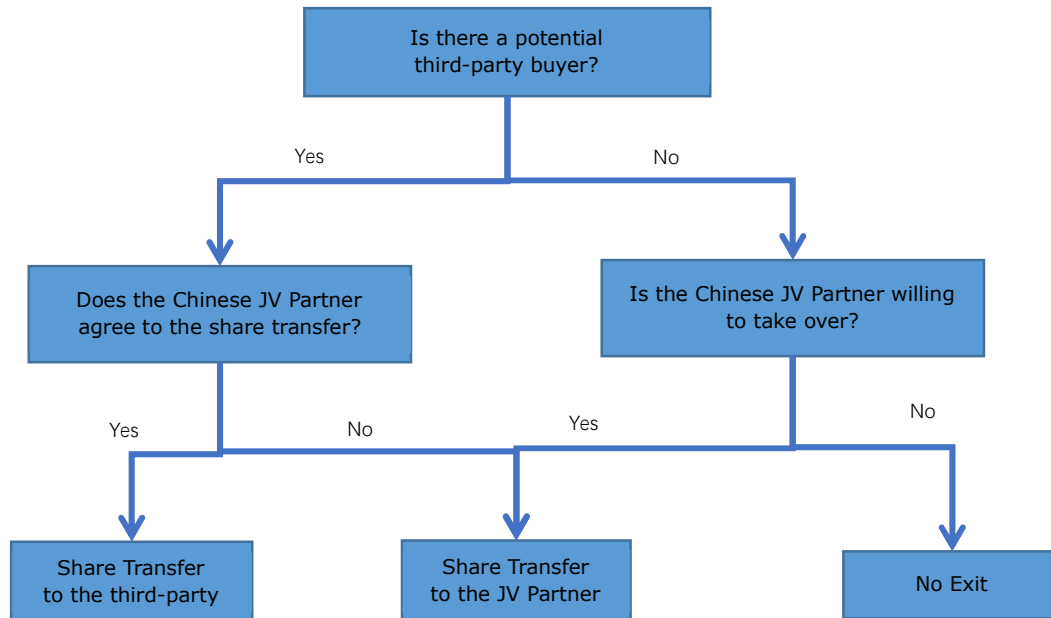 Is there a potential
third-party buyer?
Yes
No
Does the Chinese JV Partner
agree to the share transfer?
Is the Chinese JV Partner willing
to take over?
Yes
No
Yes
No
Share Transfer
to the third-party
Share Transfer
to the JV Partner
No Exit